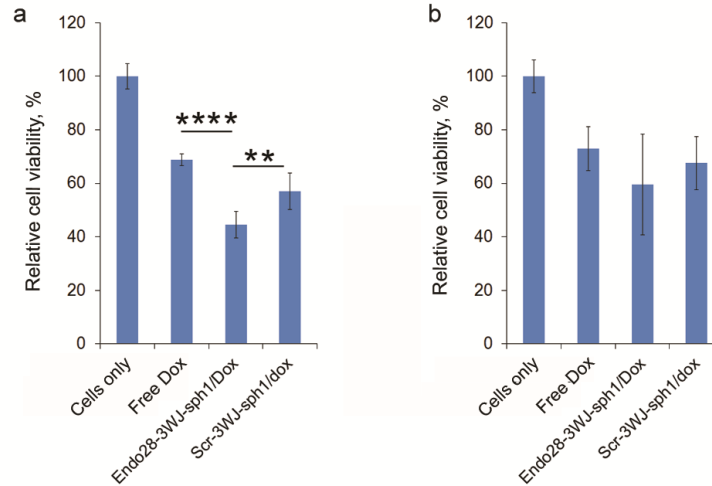 a
Relative cell viability, %
120
100
80
60
40
20
0
****
**
Cells only
Free Dox
Endo28-3WJ-sph1/Dox
Scr-3WJ-sph1/dox
b
Relative cell viability, %
120
100
80
60
40
20
0
Cells only
Free Dox
Endo28-3WJ-sph1/Dox
Scr-3WJ-sph1/dox